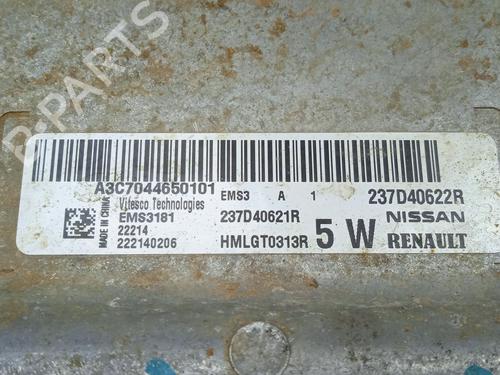 B-PARTS
A3C7044650101 EMS3 A 1 237D40622R
MADE IN CHINA
Vitesco Technologies
EMS3181 237D40621R NISSAN
22214
222140206 HMLGT0313R 5 W RENAULT